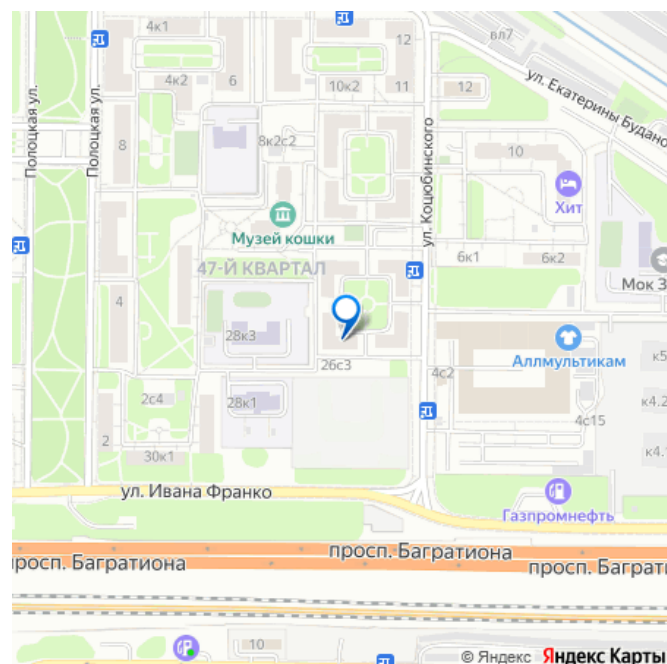 4к1
12
вл7
4к2
6
10к2
11
12
ул. Екатерины Будано
Полоцкая ул.
Полоцкая ул.
8
8к2с2
10
ул. Коцюбинского
Хит
Музей кошки
6к1
6к2
47-Й КВАРТАЛ
Мок З
4
28к3
Аллмультикам
26с3
4с2
к5
2с4
28к1
к4.2
4с15
2
30к1
к4.1
ул. Ивана Франко
Газпромнефть
просп. Багратиона
просп. Багратиона
просп. Баграти
10
© Яндекс Яндекс Карты